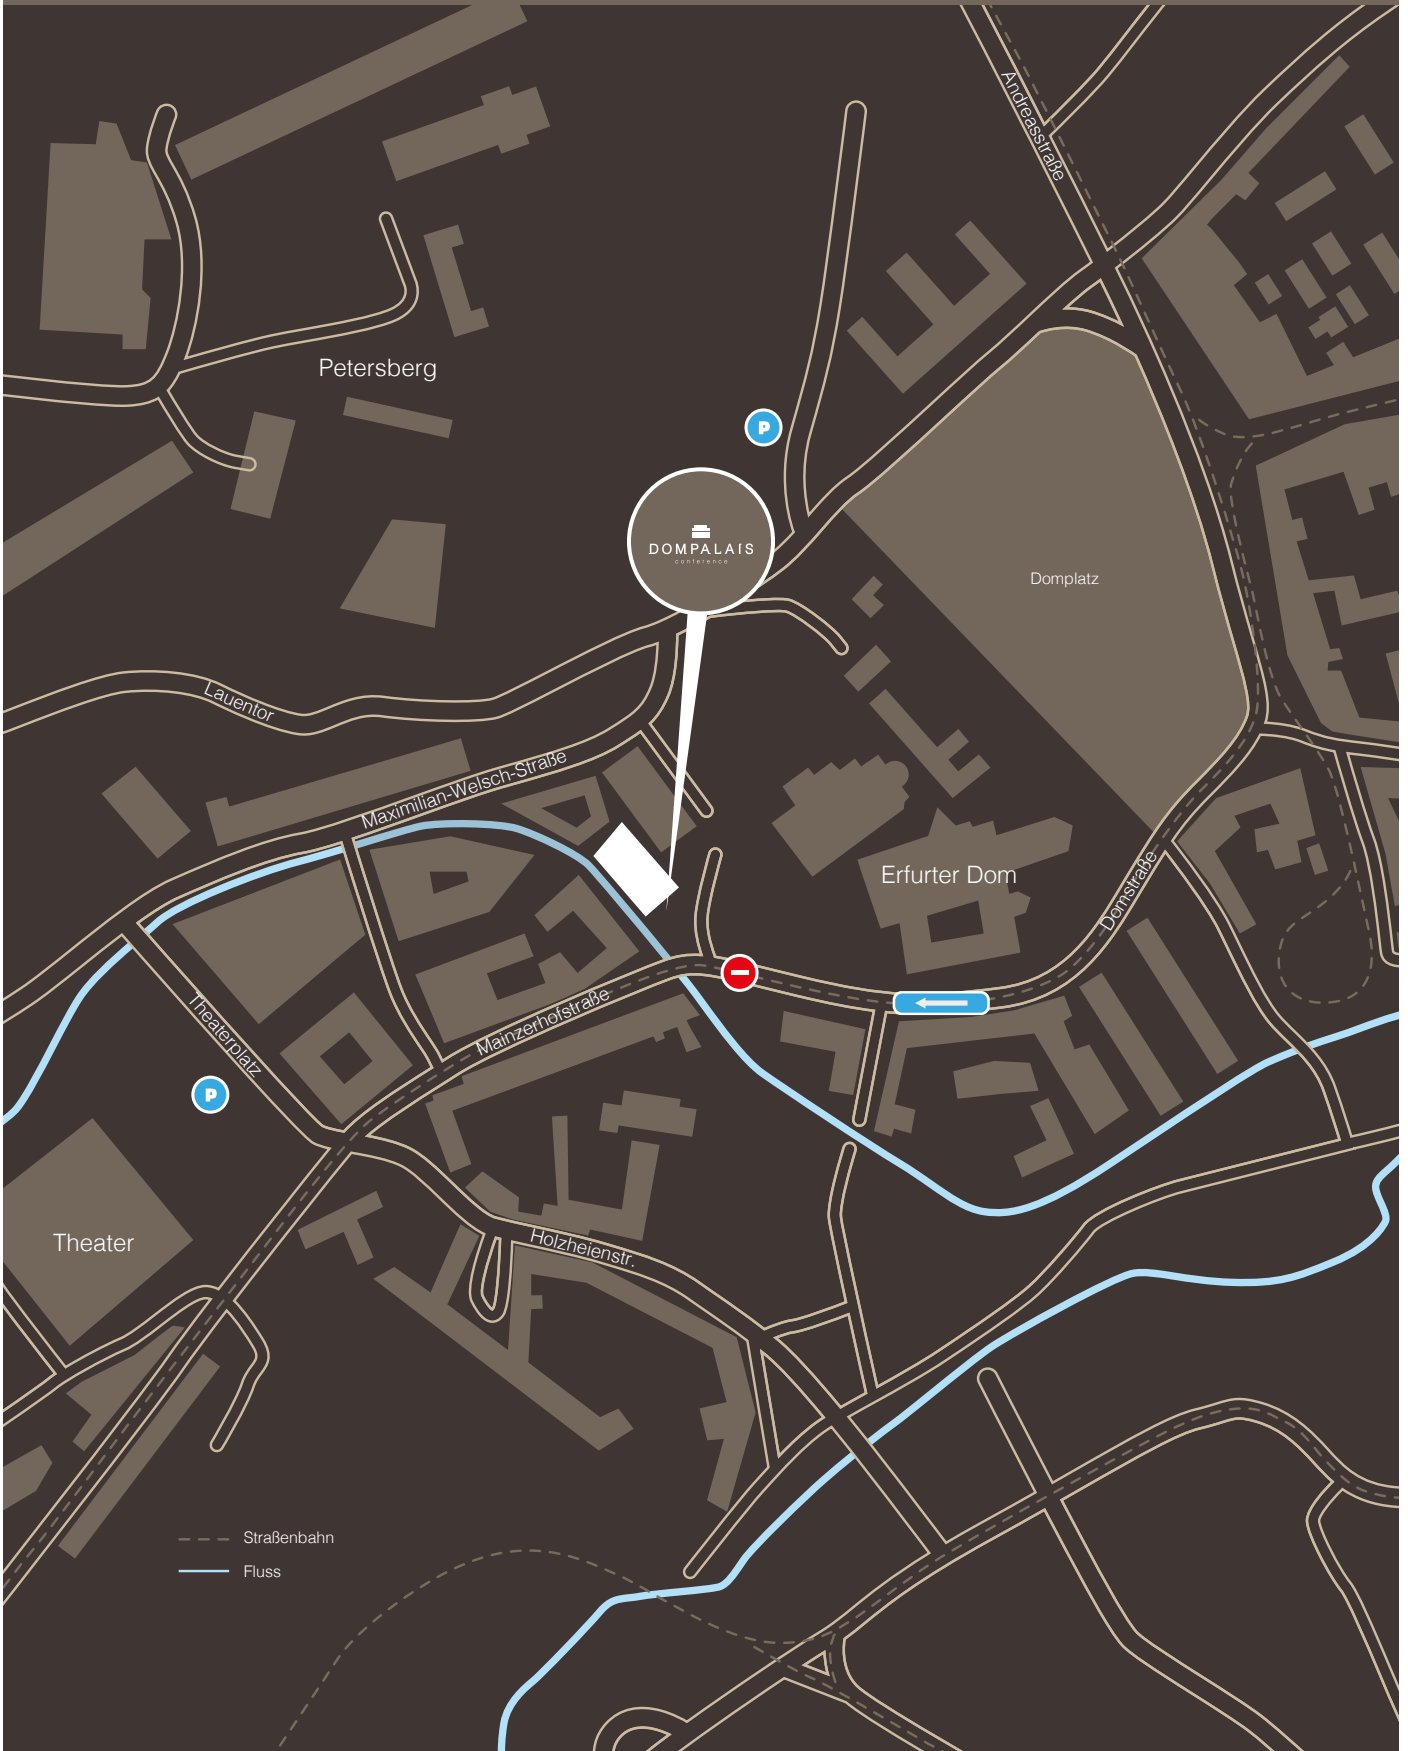 Andreasstraße
Petersberg
P
DOMPALAIS
conference
Domplatz
Lauentor
Maximilian-Welsch-Straße
Erfurter Dom
Domstraße
Mainzerhofstraße
Theaterplatz
P
Theater
Holzheienstr.
Straßenbahn
Fluss